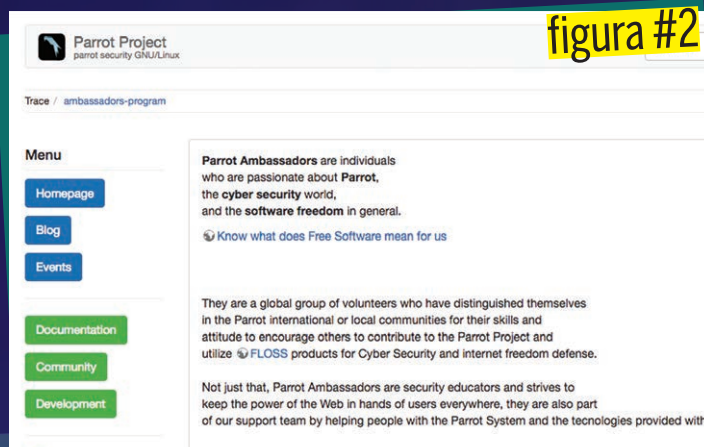 figura #2
Parrot Project
parrot security GNU/Linux
Trace / ambassadors-program
Menu
Homepage
Blog
Events
Documentation
Community
Development
Parrot Ambassadors are individuals
who are passionate about Parrot,
the cyber security world,
and the software freedom in general.
Know what does Free Software mean for us
They are a global group of volunteers who have distinguished themselves
in the Parrot international or local communities for their skills and
attitude to encourage others to contribute to the Parrot Project and
utilize FLOSS products for Cyber Security and internet freedom defense.
Not just that, Parrot Ambassadors are security educators and strives to
keep the power of the Web in hands of users everywhere, they are also part
of our support team by helping people with the Parrot System and the tecnologies provided with